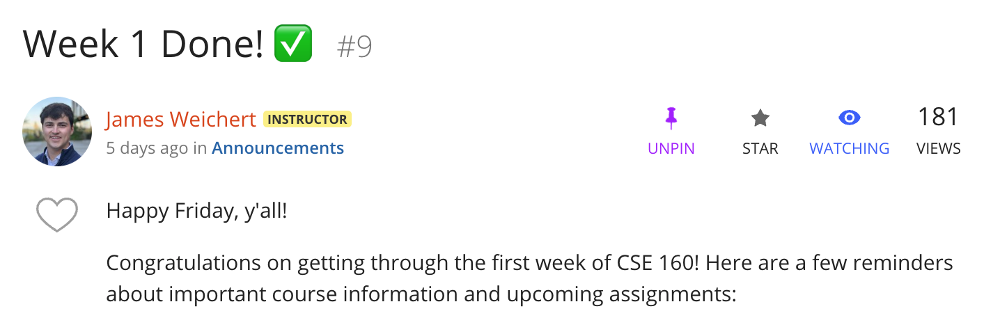 Week 1 Done! ✅ #9
James Weichert INSTRUCTOR
5 days ago in Announcements
UNPIN
STAR
WATCHING
181
VIEWS
Happy Friday, y'all!
Congratulations on getting through the first week of CSE 160! Here are a few reminders
about important course information and upcoming assignments: